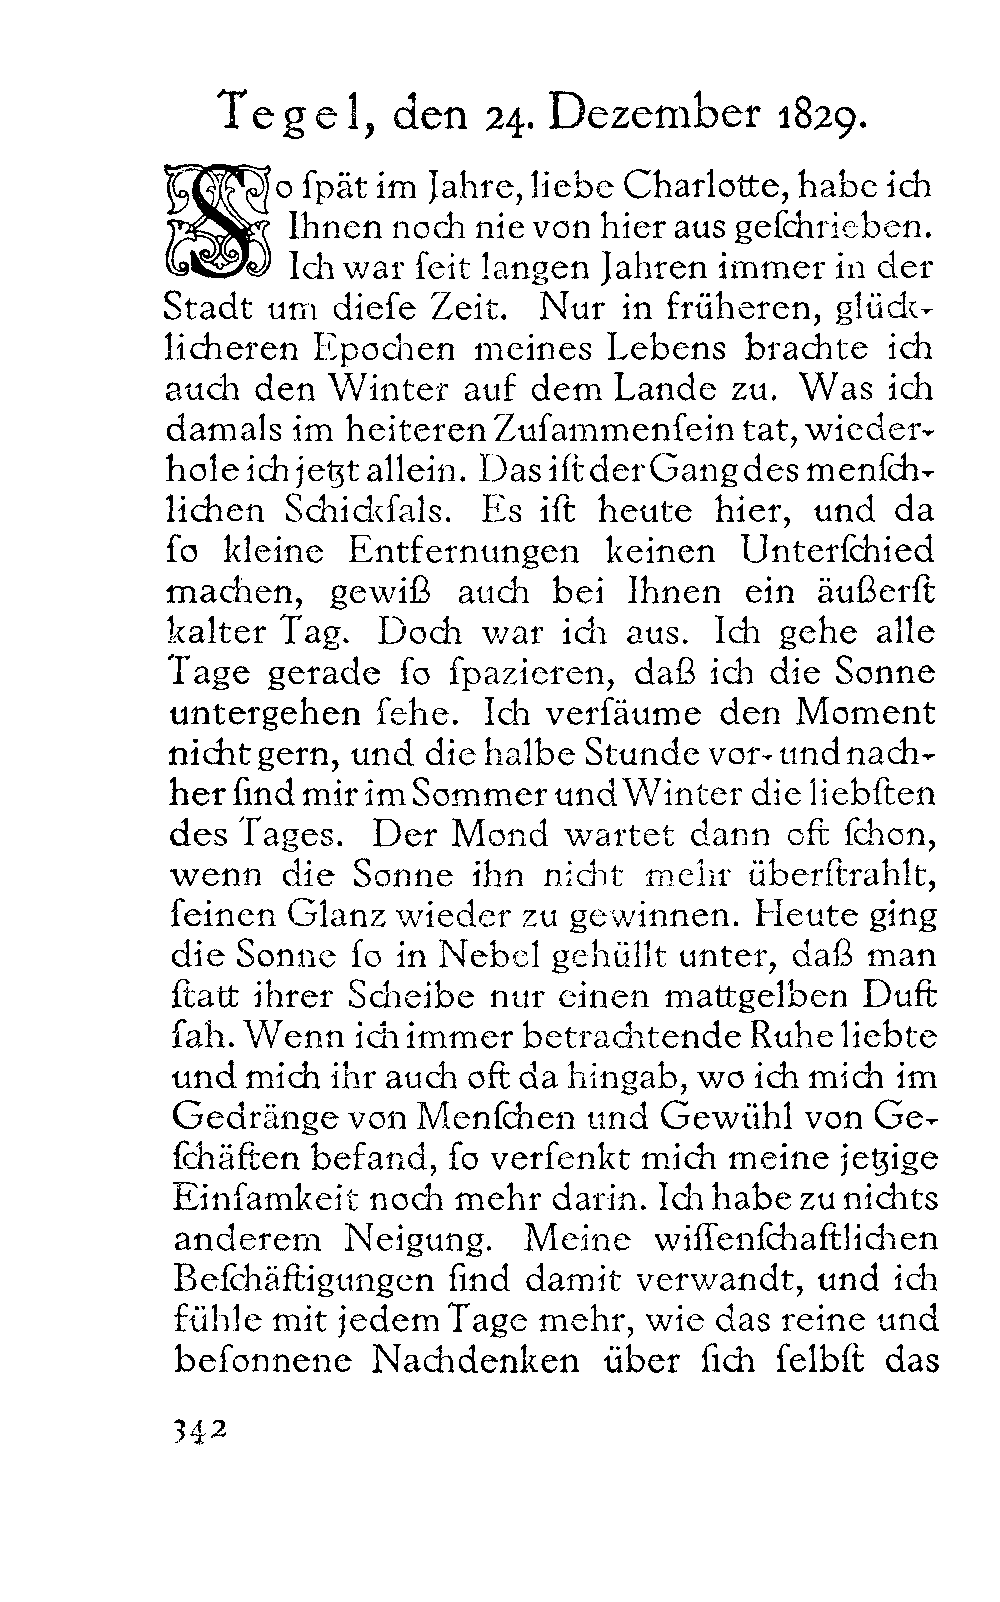 Tegel, den 24. Dezember 1829.
So ſpät im Jahre, liebe Charlotte, habe ich
Ihnen noch nie von hier aus geſchrieben.
Ich war ſeit langen Jahren immer in der
Stadt um dieſe Zeit. Nur in früheren, glück-
licheren Epochen meines Lebens brachte ich
auch den Winter auf dem Lande zu. Was ich
damals im heiteren Zuſammenſein tat, wieder-
hole ich jetzt allein. Das iſt der Gang des menſch-
lichen Schickſals. Es iſt heute hier, und da
ſo kleine Entfernungen keinen Unterſchied
machen, gewiß auch bei Ihnen ein äußerſt
kalter Tag. Doch war ich aus. Ich gehe alle
Tage gerade ſo ſpazieren, daß ich die Sonne
untergehen ſehe. Ich verſäume den Moment
nicht gern, und die halbe Stunde vor- und nach-
her ſind mir im Sommer und Winter die liebſten
des Tages. Der Mond wartet dann oft ſchon,
wenn die Sonne ihn nicht mehr überſtrahlt,
ſeinen Glanz wieder zu gewinnen. Heute ging
die Sonne ſo in Nebel gehüllt unter, daß man
ſtatt ihrer Scheibe nur einen mattgelben Duft
ſah. Wenn ich immer betrachtende Ruhe liebte
und mich ihr auch oft da hingab, wo ich mich im
Gedränge von Menſchen und Gewühl von Ge-
ſchäften befand, ſo verſenkt mich meine jetzige
Einſamkeit noch mehr darin. Ich habe zu nichts
anderem Neigung. Meine wiſſenſchaftlichen
Beſchäftigungen ſind damit verwandt, und ich
fühle mit jedem Tage mehr, wie das reine und
beſonnene Nachdenken über ſich ſelbſt das
342